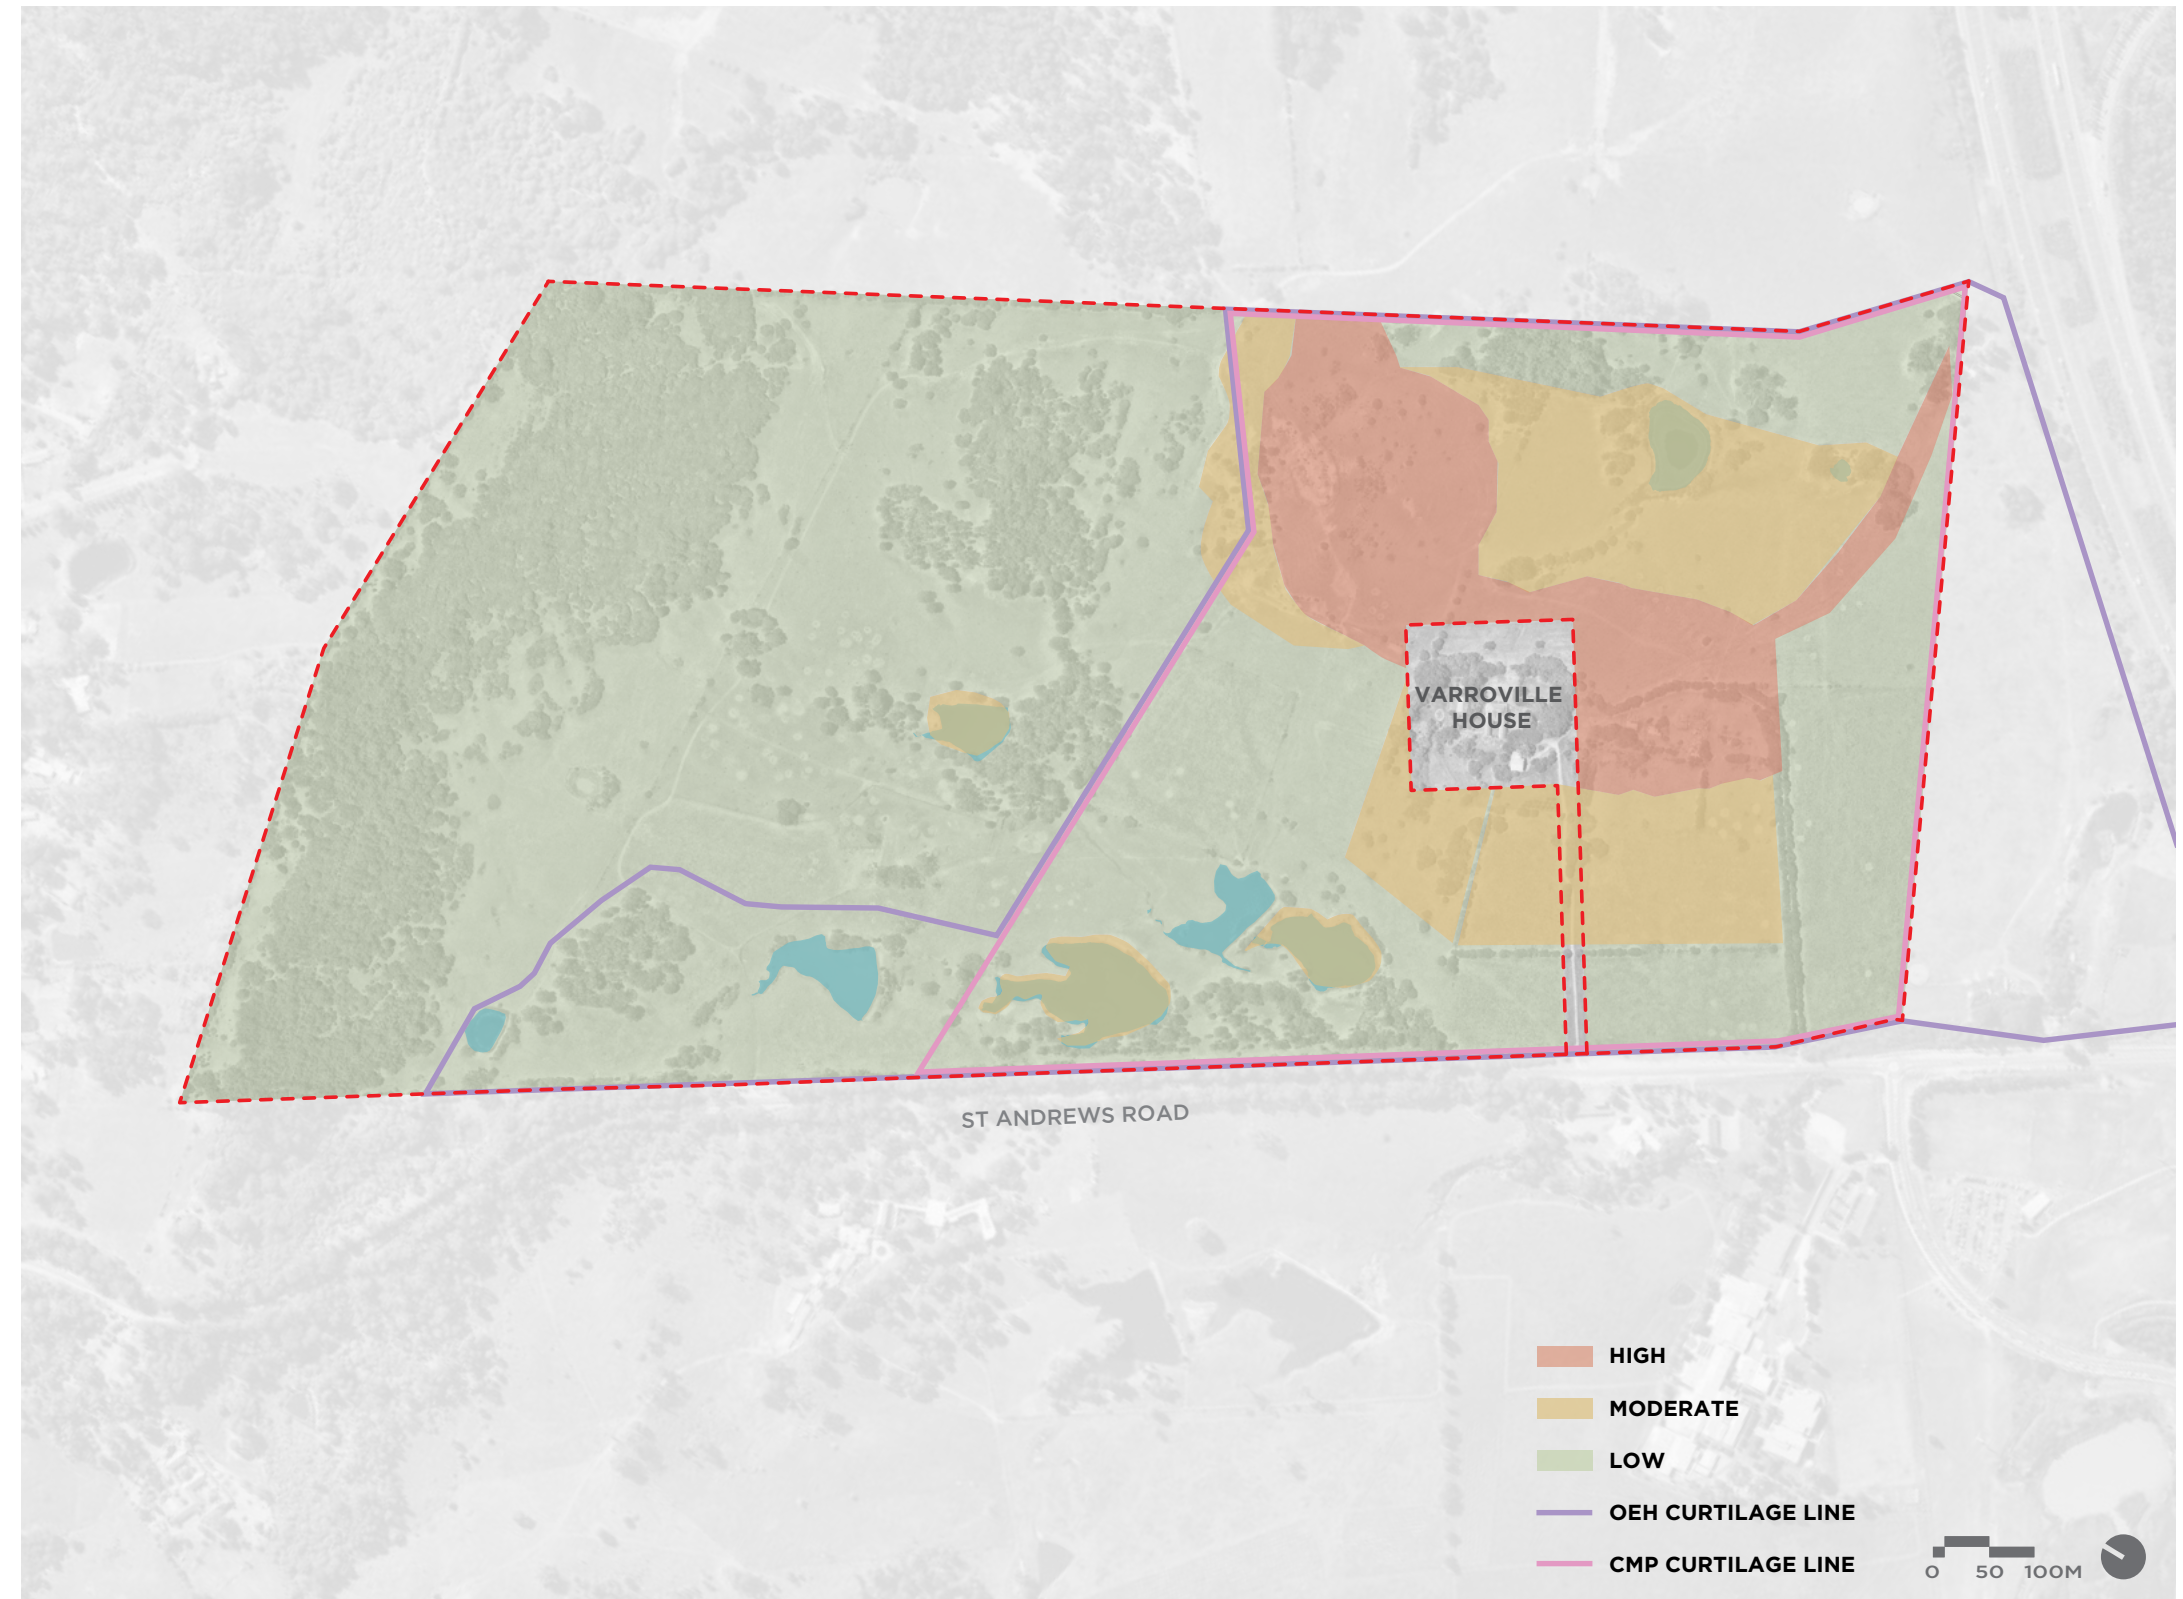 VARROVILLE
HOUSE
ST ANDREWS ROAD
HIGH
MODERATE
LOW
OEH CURTILAGE LINE
CMP CURTILAGE LINE
0 50 100M